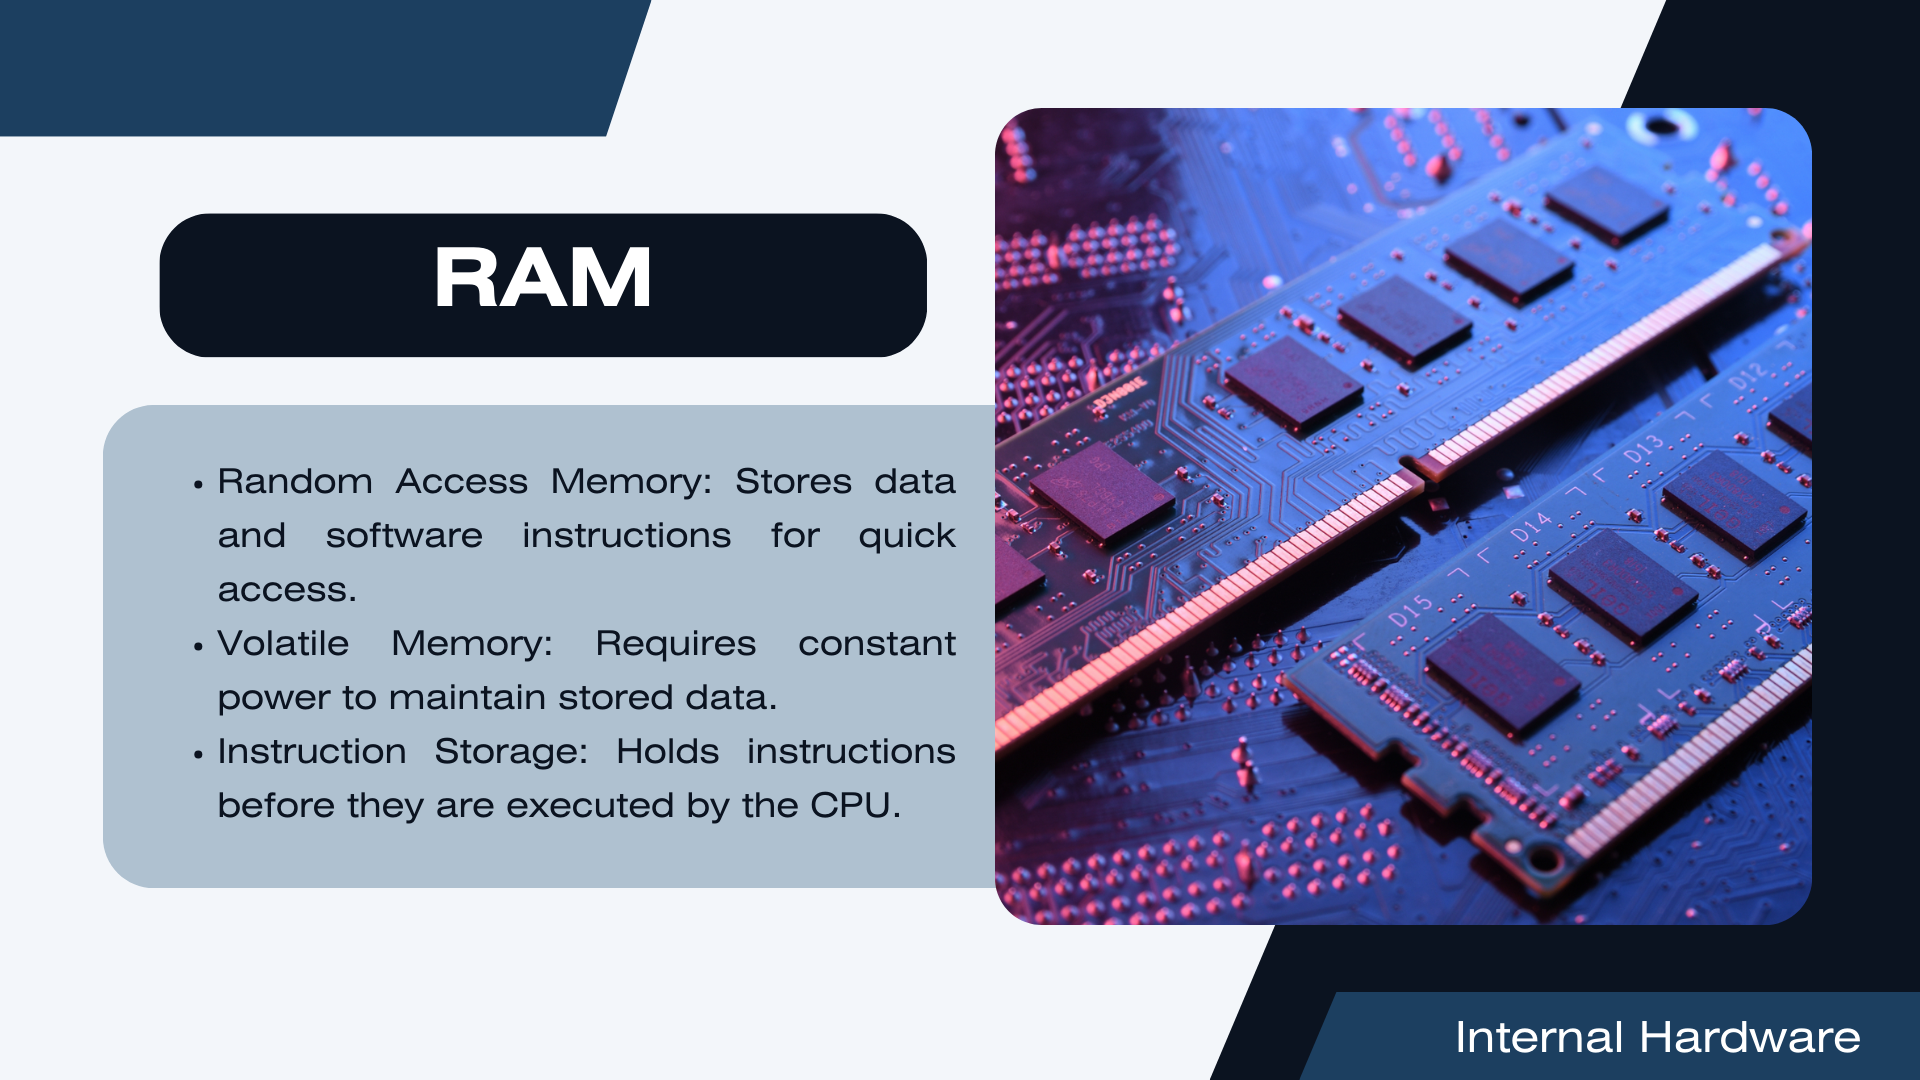 RAM
• Random Access Memory: Stores data
and software instructions for quick
access.
• Volatile Memory: Requires constant
power to maintain stored data.
• Instruction Storage: Holds instructions
before they are executed by the CPU.
D12
D13
D14
D15
Internal Hardware